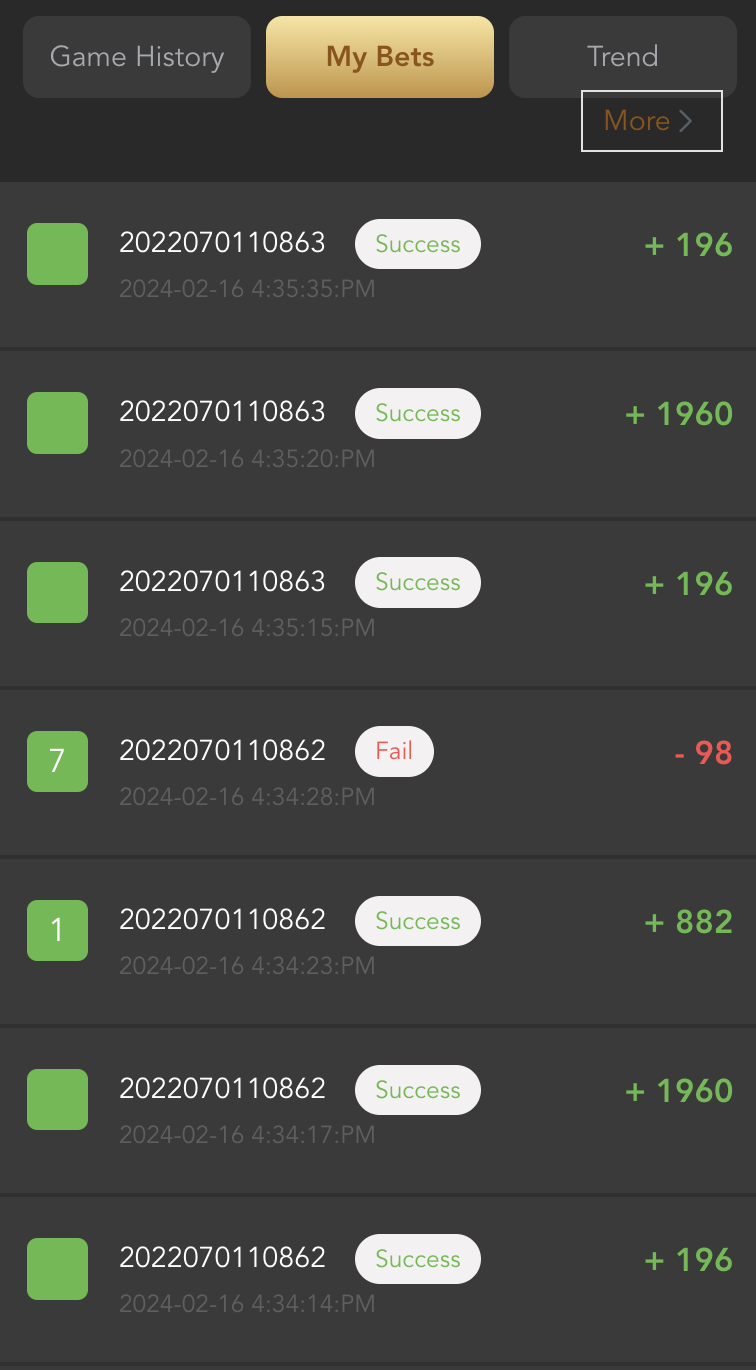 Game History
My Bets
Trend
More
2022070110863 Success + 196
2024-02-16 4:35:35:PM
2022070110863 Success + 1960
2024-02-16 4:35:20:PM
2022070110863 Success + 196
2024-02-16 4:35:15:PM
7 2022070110862 Fail - 98
2024-02-16 4:34:28:PM
1 2022070110862 Success + 882
2024-02-16 4:34:23:PM
2022070110862 Success + 1960
2024-02-16 4:34:17:PM
2022070110862 Success + 196
2024-02-16 4:34:14:PM